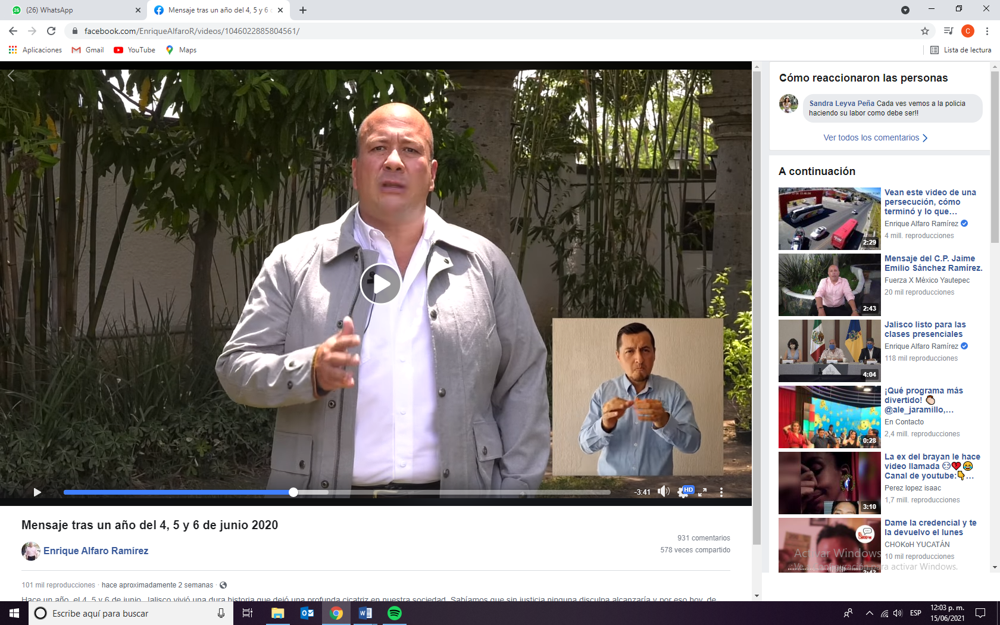 (26) WhatsApp
Mensaje tras un año del 4, 5 y 6 d
facebook.com/EnriqueAlfaroR/videos/1046022885804561/
C
Aplicaciones
Gmail
YouTube
Maps
Lista de lectura
Cómo reaccionaron las personas
Sandra Leyva Peña Cada ves vemos a la policia
haciendo su labor como debe ser!!
Ver todos los comentarios
A continuación
Vean este video de una
persecución, cómo
terminó y lo que...
Enrique Alfaro Ramírez
4 mill. reproducciones
2:29
Mensaje del C.P. Jaime
Emilio Sánchez Ramírez.
Fuerza X México Yautepec
20 mil reproducciones
2:43
Jalisco listo para las
clases presenciales
Enrique Alfaro Ramírez
118 mil reproducciones
4:04
¡Qué programa más
divertido! 👏
@ale_jaramillo,...
En Contacto
2,4 mill. reproducciones
0:28
La ex del brayan le hace
video llamada 😏💔😂
Canal de youtube:👇...
Perez lopez isaac
1,7 mill. reproducciones
3:10
Dame la credencial y te
la devuelvo el lunes
CHOKoH YUCATÁN
10 mil reproducciones
Activar Windows
Ve a Configuración para activar Windows.
-3:41
HD
Mensaje tras un año del 4, 5 y 6 de junio 2020
Enrique Alfaro Ramírez
931 comentarios
578 veces compartido
101 mil reproducciones · hace aproximadamente 2 semanas ·
Hace un año, el 4, 5 y 6 de junio, Jalisco vivió una dura historia que dejó una profunda cicatriz en nuestra sociedad. Sabíamos que sin justicia ninguna disculpa alcanzaría y por eso hoy, de
Escribe aquí para buscar
ESP
12:03 p. m.
15/06/2021